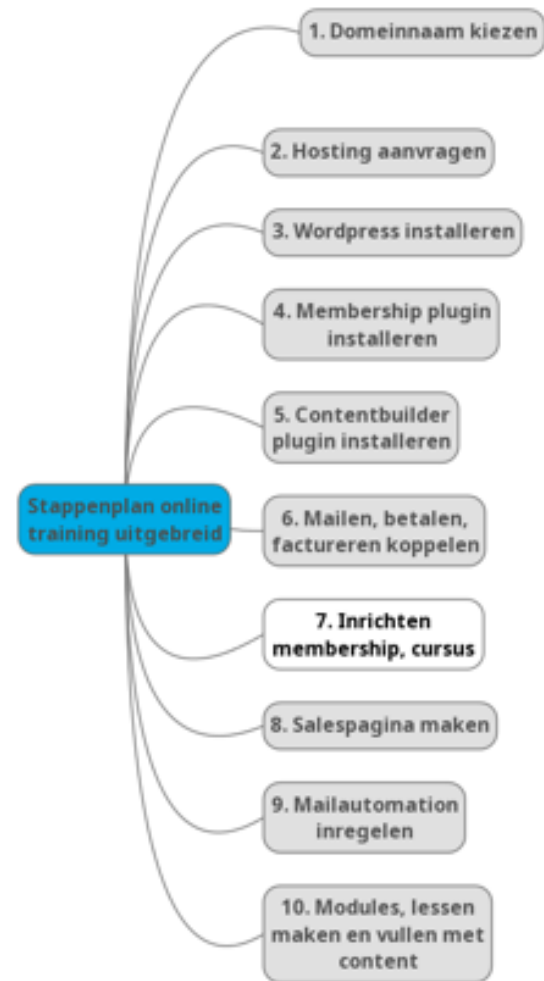 1. Domeinnaam kiezen
2. Hosting aanvragen
3. Wordpress installeren
4. Membership plugin
installeren
5. Contentbuilder
plugin installeren
Stappenplan online
training uitgebreid
6. Mailen, betalen,
factureren koppelen
7. Inrichten
membership, cursus
8. Salespagina maken
9. Mailautomation
inregelen
10. Modules, lessen
maken en vullen met
content